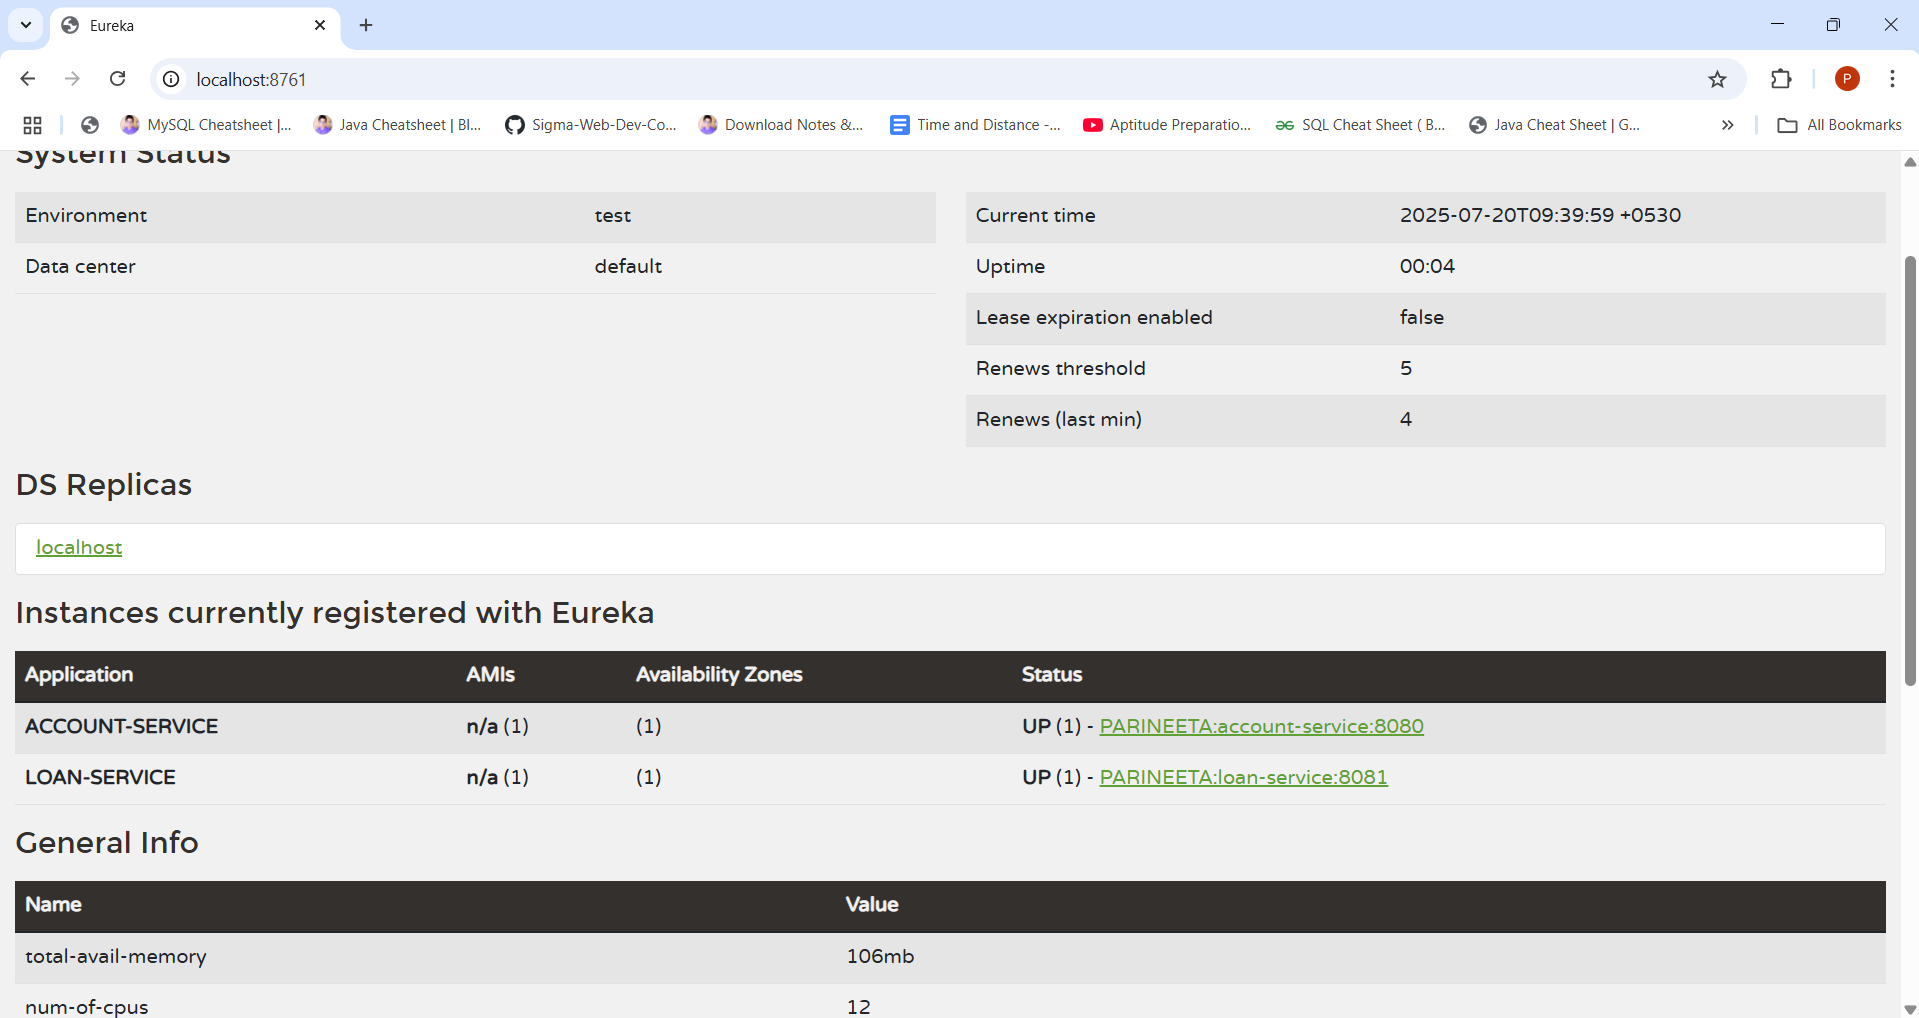 Eureka
localhost:8761
MySQL Cheatsheet |...
Java Cheatsheet | Bl...
Sigma-Web-Dev-Co...
Download Notes &...
Time and Distance -...
Aptitude Preparatio...
SQL Cheat Sheet ( B...
Java Cheat Sheet | G...
All Bookmarks
P
System Status
Environment test
Data center default
Current time 2025-07-20T09:39:59 +0530
Uptime 00:04
Lease expiration enabled false
Renews threshold 5
Renews (last min) 4
DS Replicas
localhost
Instances currently registered with Eureka
Application AMIs Availability Zones Status
ACCOUNT-SERVICE n/a (1) (1) UP (1) - PARINEETA:account-service:8080
LOAN-SERVICE n/a (1) (1) UP (1) - PARINEETA:loan-service:8081
General Info
Name Value
total-avail-memory 106mb
num-of-cpus 12